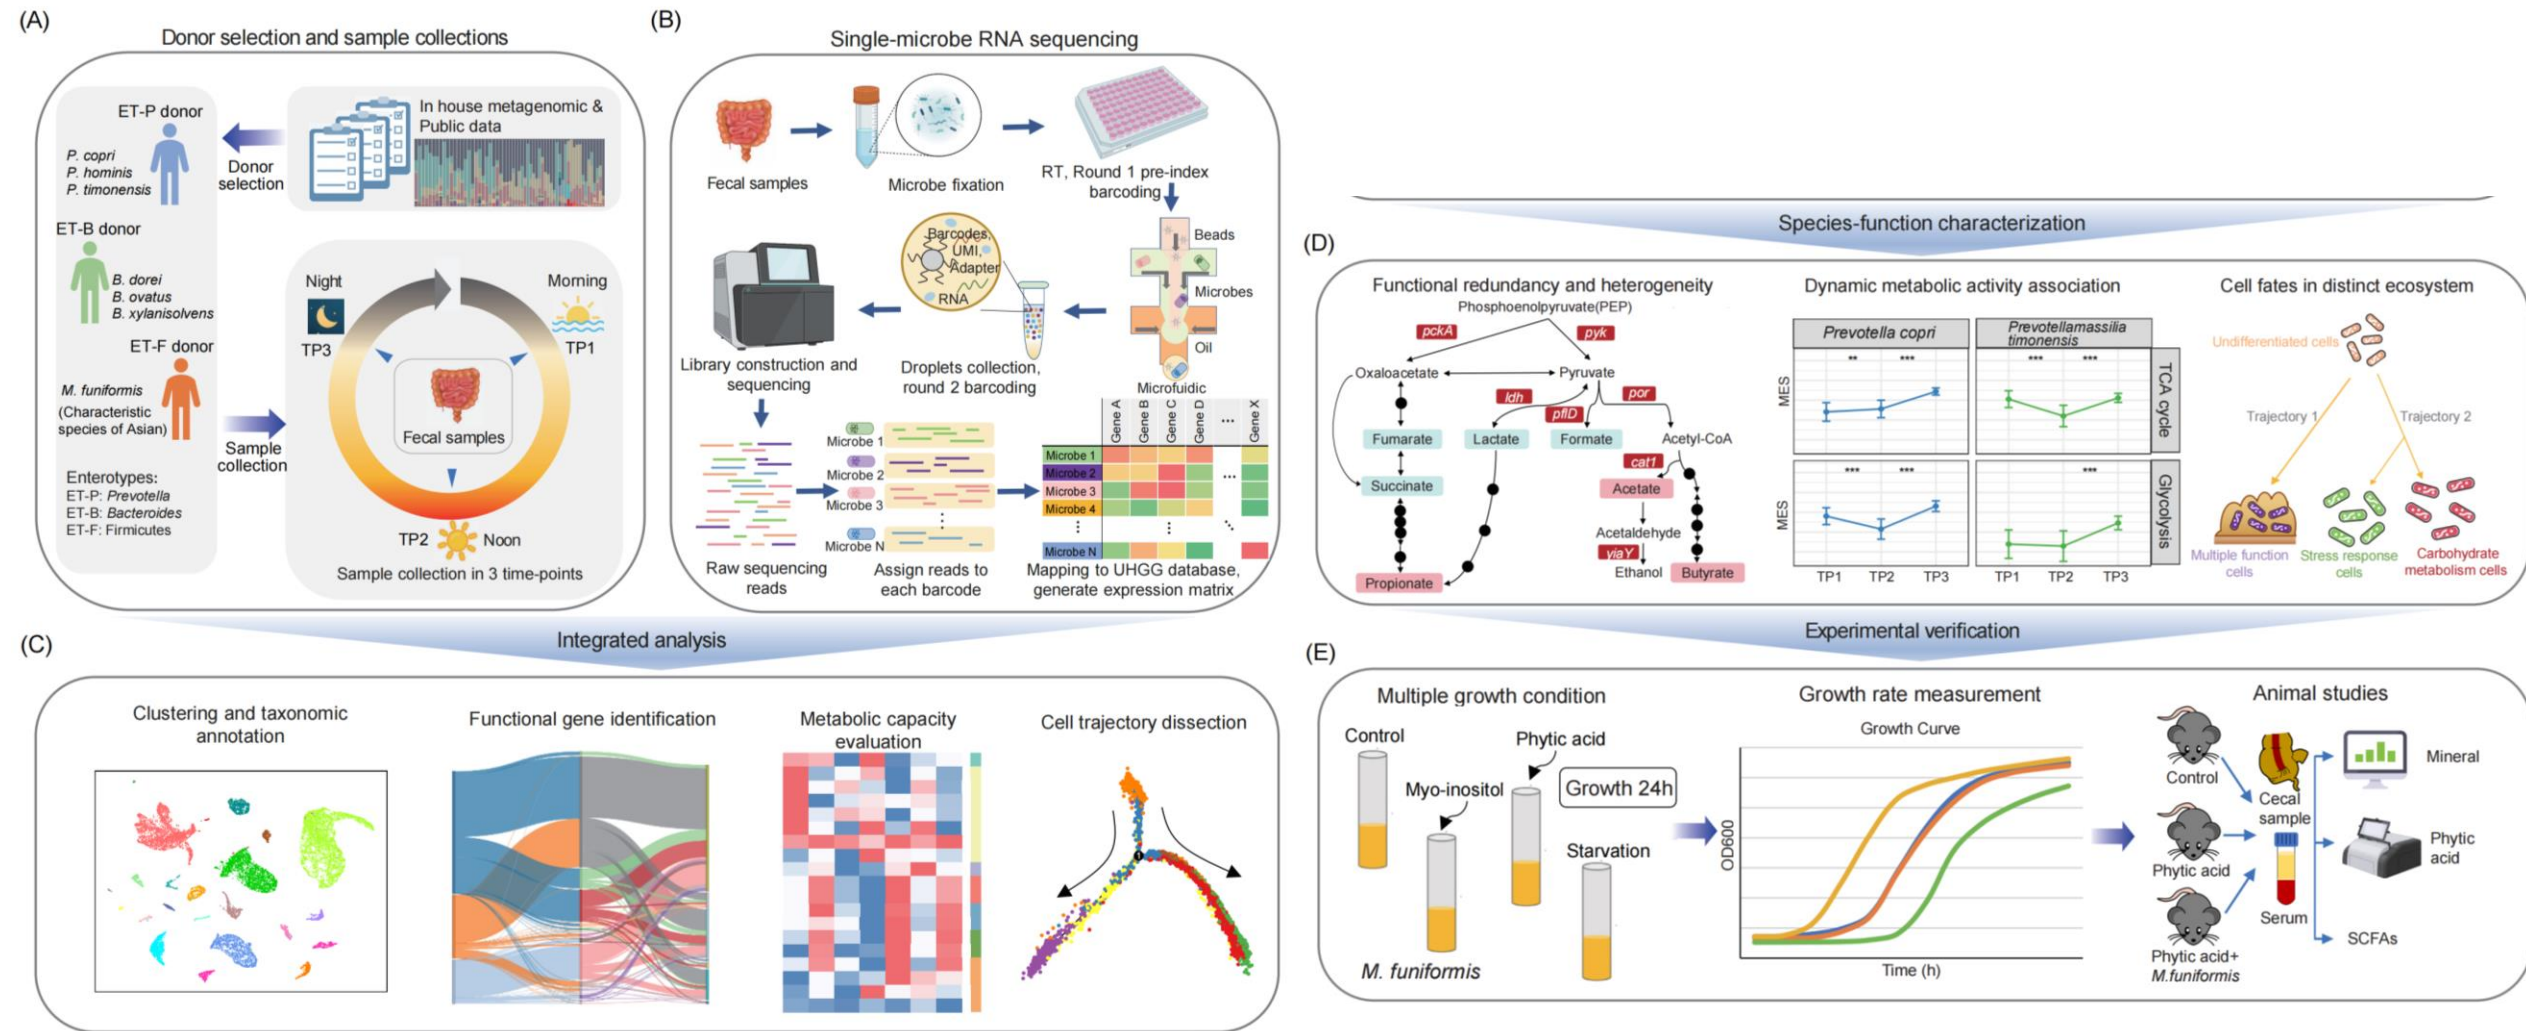 (A)
Donor selection and sample collections
ET-P donor
P. copri
P. hominis
P. timonensis
ET-B donor
B. dorei
B. ovatus
B. xylanisolvens
ET-F donor
M. funiformis
(Characteristic
species of Asian)
Enterotypes:
ET-P: Prevotella
ET-B: Bacteroides
ET-F: Firmicutes
Donor
selection
In house metagenomic &
Public data
Sample
collection
Night
TP3
Morning
TP1
Fecal samples
TP2
Noon
Sample collection in 3 time-points
(B)
Single-microbe RNA sequencing
Fecal samples
Microbe fixation
RT, Round 1 pre-index
barcoding
Beads
Microbes
Oil
Microfuidic
Barcodes,
UMI,
Adapter
RNA
Droplets collection,
round 2 barcoding
Library construction and
sequencing
Raw sequencing
reads
Microbe 1
Microbe 2
Microbe 3
⋮
Microbe N
Assign reads to
each barcode
Gene A
Gene B
Gene C
Gene D
...
Gene X
Microbe 1
Microbe 2
...
Microbe 3
Microbe 4
⋮
⋮
⋱
Microbe N
Mapping to UHGG database,
generate expression matrix
Integrated analysis
(C)
Clustering and taxonomic
annotation
Functional gene identification
Metabolic capacity
evaluation
Cell trajectory dissection
Species-function characterization
(D)
Functional redundancy and heterogeneity
Phosphoenolpyruvate(PEP)
pckA
pyk
Oxaloacetate
Pyruvate
ldh
pflD
por
Fumarate
Lactate
Formate
Acetyl-CoA
cat1
Succinate
Acetate
Acetaldehyde
yiaY
Propionate
Ethanol
Butyrate
Dynamic metabolic activity association
Prevotella copri
Prevotellamassilia
timonensis
MES
** ***
*** ***
TCA cycle
MES
*** ***
***
Glycolysis
TP1 TP2 TP3
TP1 TP2 TP3
Cell fates in distinct ecosystem
Undifferentiated cells
Trajectory 1
Trajectory 2
Multiple function
cells
Stress response
cells
Carbohydrate
metabolism cells
Experimental verification
(E)
Multiple growth condition
Control
Myo-inositol
Phytic acid
Growth 24h
Starvation
M. funiformis
Growth rate measurement
Growth Curve
OD600
Time (h)
Animal studies
Control
Phytic acid
Phytic acid+
M.funiformis
Cecal
sample
Serum
Mineral
Phytic
acid
SCFAs